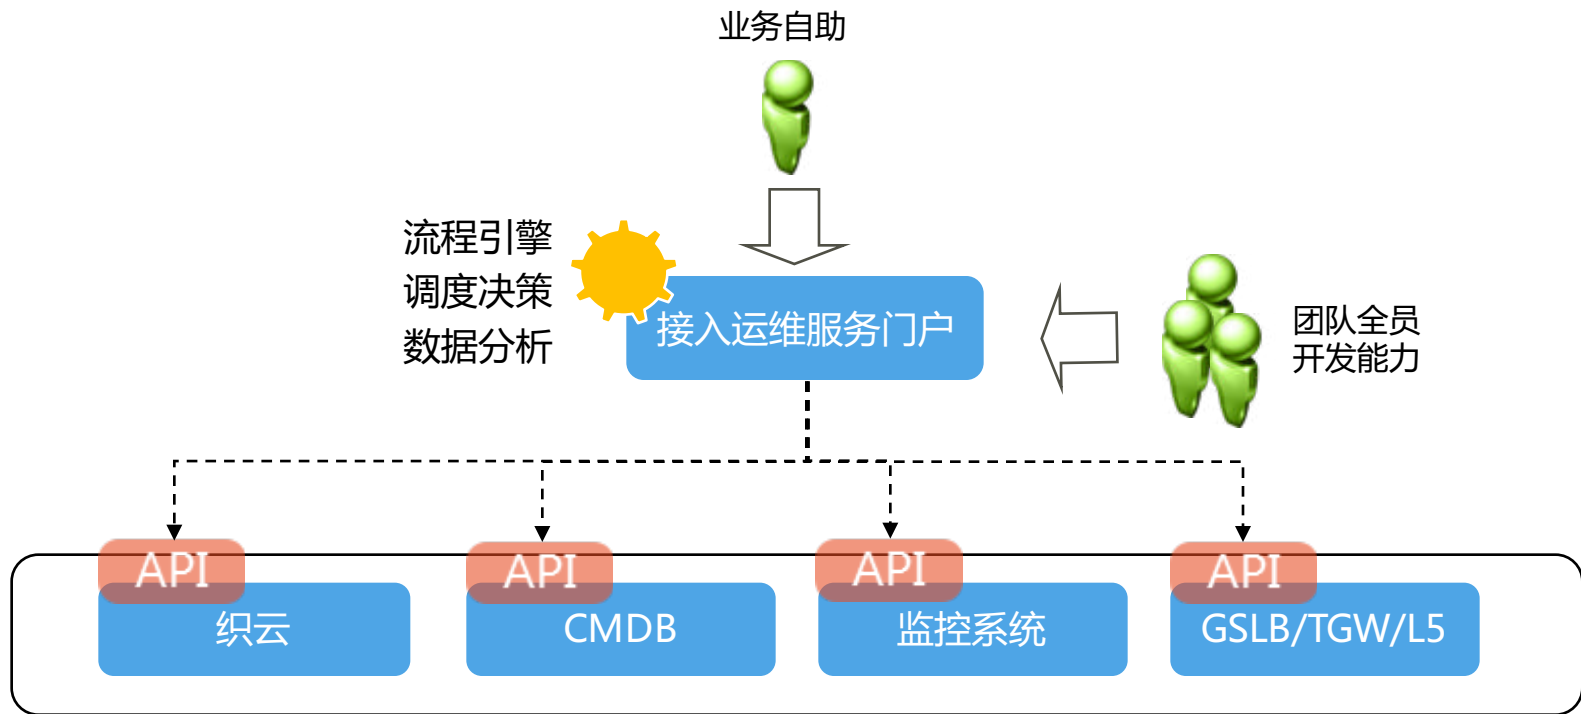 业务自助
流程引擎
调度决策
数据分析
接入运维服务门户
团队全员
开发能力
API
API
API
API
织云
CMDB
监控系统
GSLB/TGW/L5